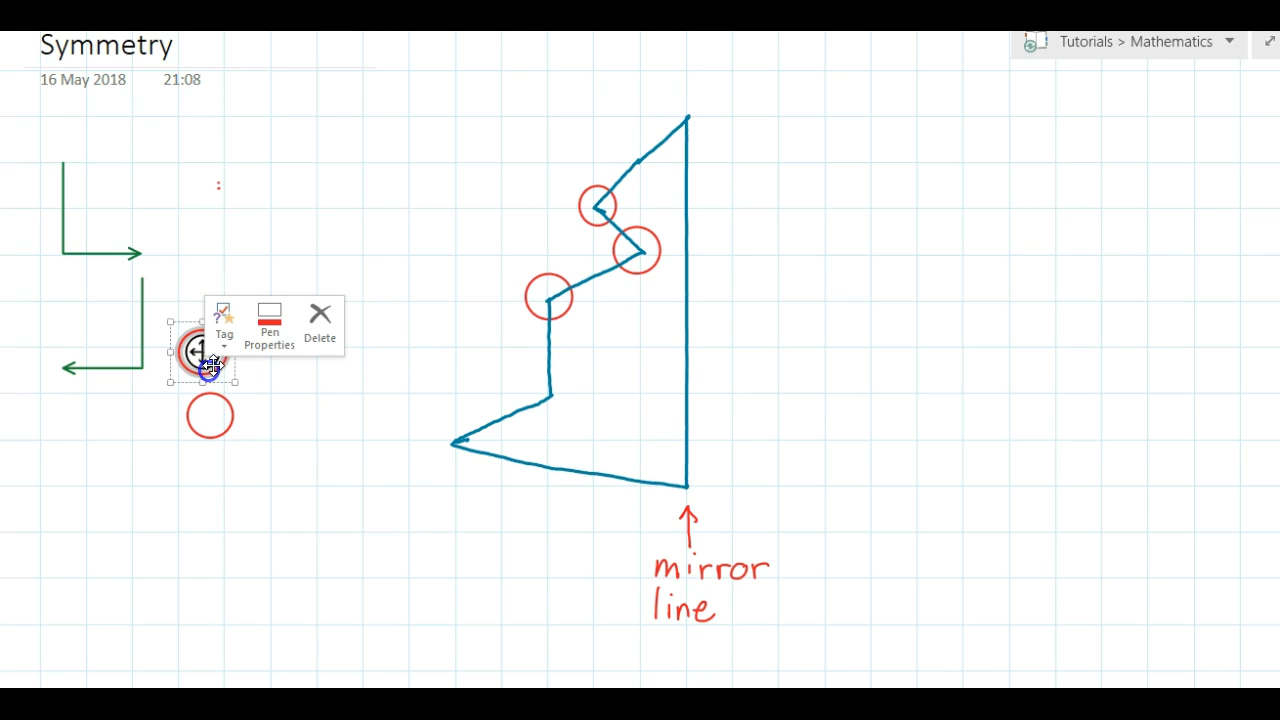 Symmetry
Tutorials > Mathematics
16 May 2018 21:08
Tag
Pen
Properties
Delete
mirror
line